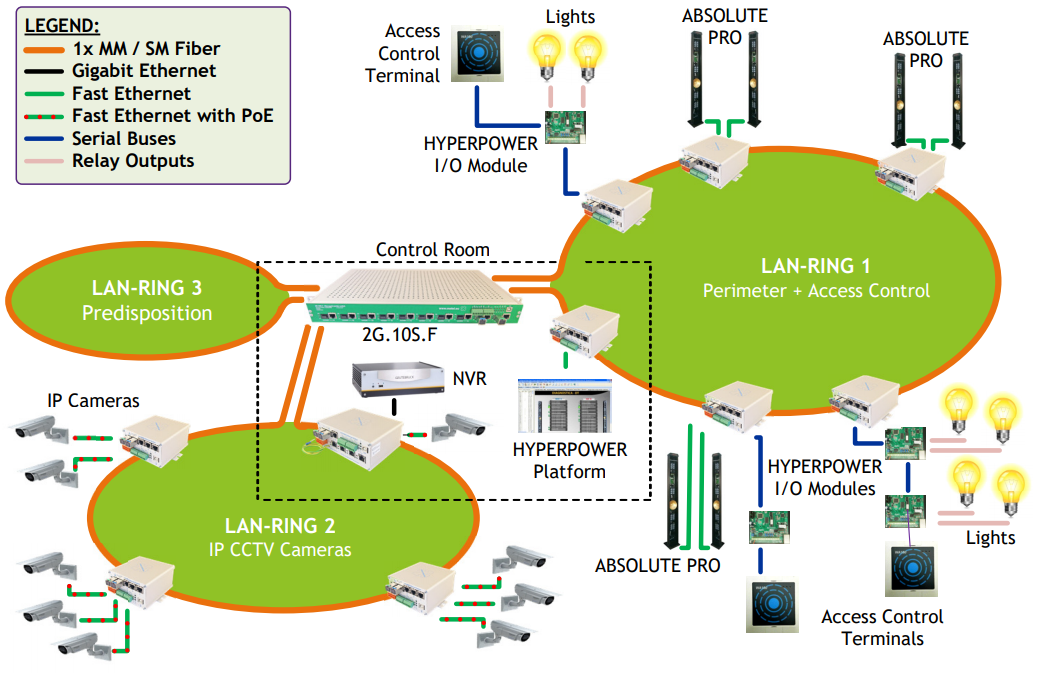 LEGEND:
1x MM / SM Fiber
Gigabit Ethernet
Fast Ethernet
Fast Ethernet with PoE
Serial Buses
Relay Outputs
Access
Control
Terminal
Lights
HYPERPOWER
I/O Module
ABSOLUTE
PRO
ABSOLUTE
PRO
LAN-RING 1
Perimeter + Access Control
Control Room
LAN-RING 3
Predisposition
2G.10S.F
NVR
HYPERPOWER
Platform
IP Cameras
LAN-RING 2
IP CCTV Cameras
HYPERPOWER
I/O Modules
Lights
ABSOLUTE PRO
Access Control
Terminals